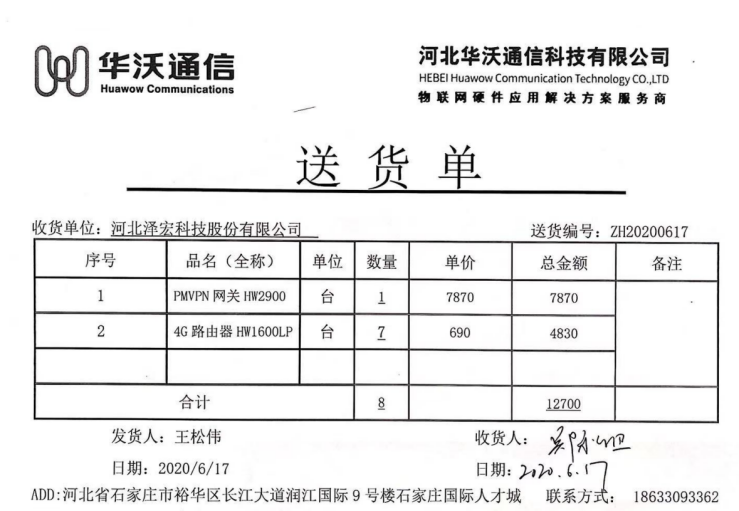 华沃通信
Huawow Communications
河北华沃通信科技有限公司
HEBEI Huawow Communication Technology CO.,LTD
物联网硬件应用解决方案服务商
送货单
收货单位：河北泽宏科技股份有限公司 送货编号：ZH20200617
序号 品名（全称） 单位 数量 单价 总金额 备注
1 PMVPN 网关 HW2900 台 1 7870 7870
2 4G 路由器 HW1600LP 台 7 690 4830
合计 8 12700
发货人：王松伟 收货人：
日期：2020/6/17 日期：2020.6.17
ADD:河北省石家庄市裕华区长江大道润江国际 9 号楼石家庄国际人才城 联系方式： 18633093362